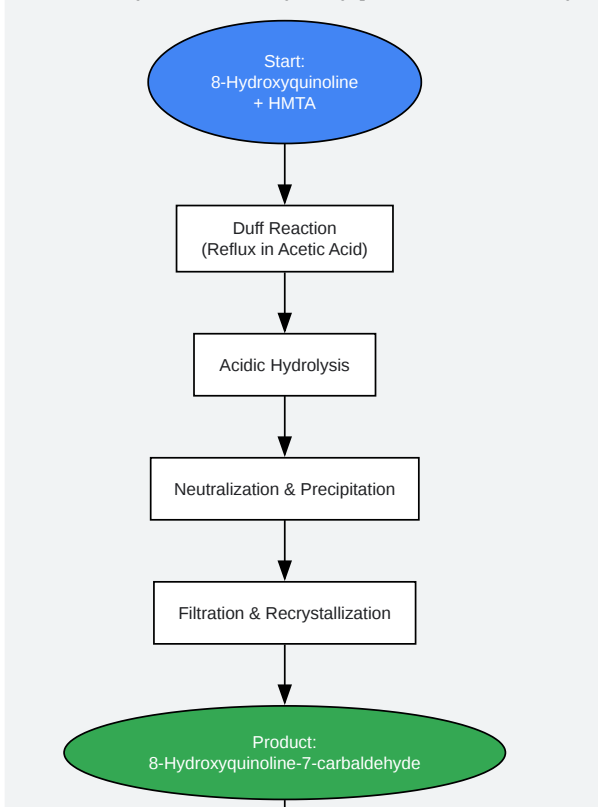 Start:
8-Hydroxyquinoline
+ HMTA
Duff Reaction
(Reflux in Acetic Acid)
Acidic Hydrolysis
Neutralization & Precipitation
Filtration & Recrystallization
Product:
8-Hydroxyquinoline-7-carbaldehyde